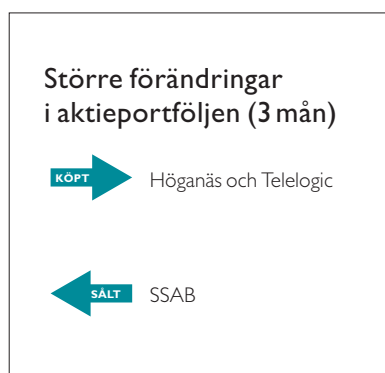 Större förändringar
i aktieportföljen (3 mån)
KÖPT Höganäs och Telelogic
SÅLT SSAB